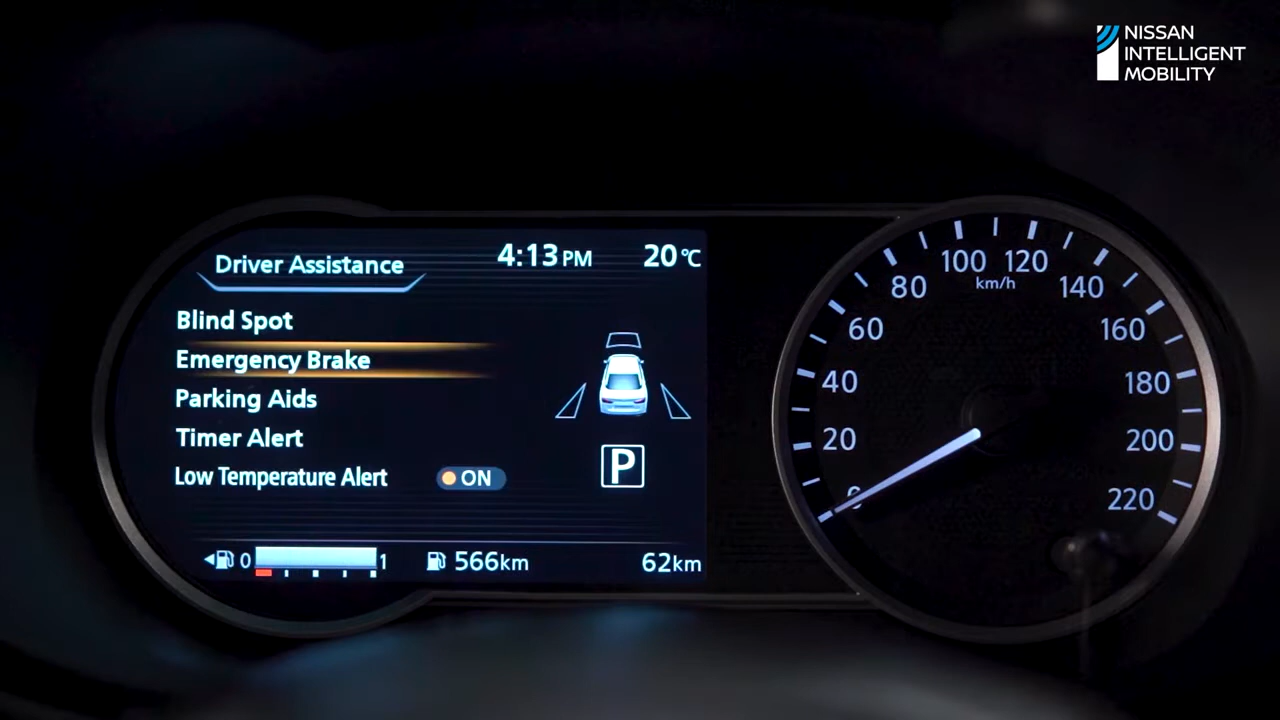 NISSAN
INTELLIGENT
MOBILITY
Driver Assistance
4:13 PM
20°C
Blind Spot
Emergency Brake
Parking Aids
Timer Alert
Low Temperature Alert ON
P
0 1
566km
62km
0
20
40
60
80
100
120
140
160
180
200
220
km/h